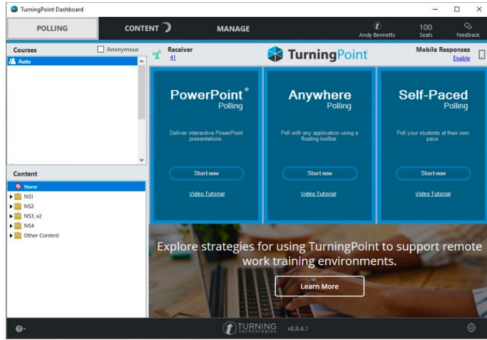 TurningPoint Dashboard
POLLING
CONTENT
MANAGE
Andy Bennetts
100
Seats
Feedback
Courses
Anonymous
Auto
Receiver
41
TurningPoint
Mobile Responses
Enable
PowerPoint®
Polling
Deliver interactive PowerPoint
presentations.
Start now
Video Tutorial
Anywhere
Polling
Poll with any application using a
floating toolbar.
Start now
Video Tutorial
Self-Paced
Polling
Poll your students at their own
pace.
Start now
Video Tutorial
Content
None
NS1
NS2
NS3_v2
NS4
Other Content
Explore strategies for using TurningPoint to support remote
work training environments.
Learn More
TURNING
technologies
v8.8.4.1